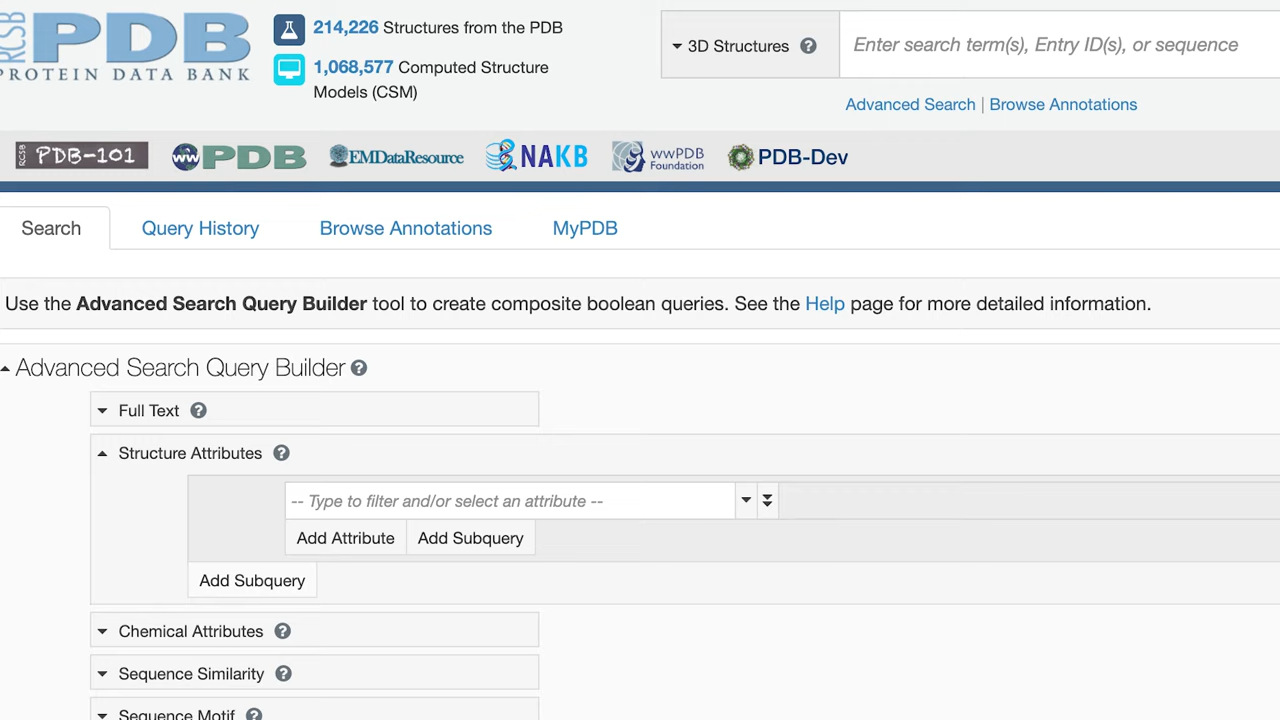 RCSB
PDB
PROTEIN DATA BANK
214,226 Structures from the PDB
1,068,577 Computed Structure
Models (CSM)
3D Structures ?
Enter search term(s), Entry ID(s), or sequence
Advanced Search | Browse Annotations
RCSB PDB-101
ww PDB
EMDataResource
NAKB
wwPDB
Foundation
PDB-Dev
Search
Query History
Browse Annotations
MyPDB
Use the Advanced Search Query Builder tool to create composite boolean queries. See the Help page for more detailed information.
Advanced Search Query Builder ?
Full Text ?
Structure Attributes ?
-- Type to filter and/or select an attribute --
Add Attribute
Add Subquery
Add Subquery
Chemical Attributes ?
Sequence Similarity ?
Sequence Motif ?